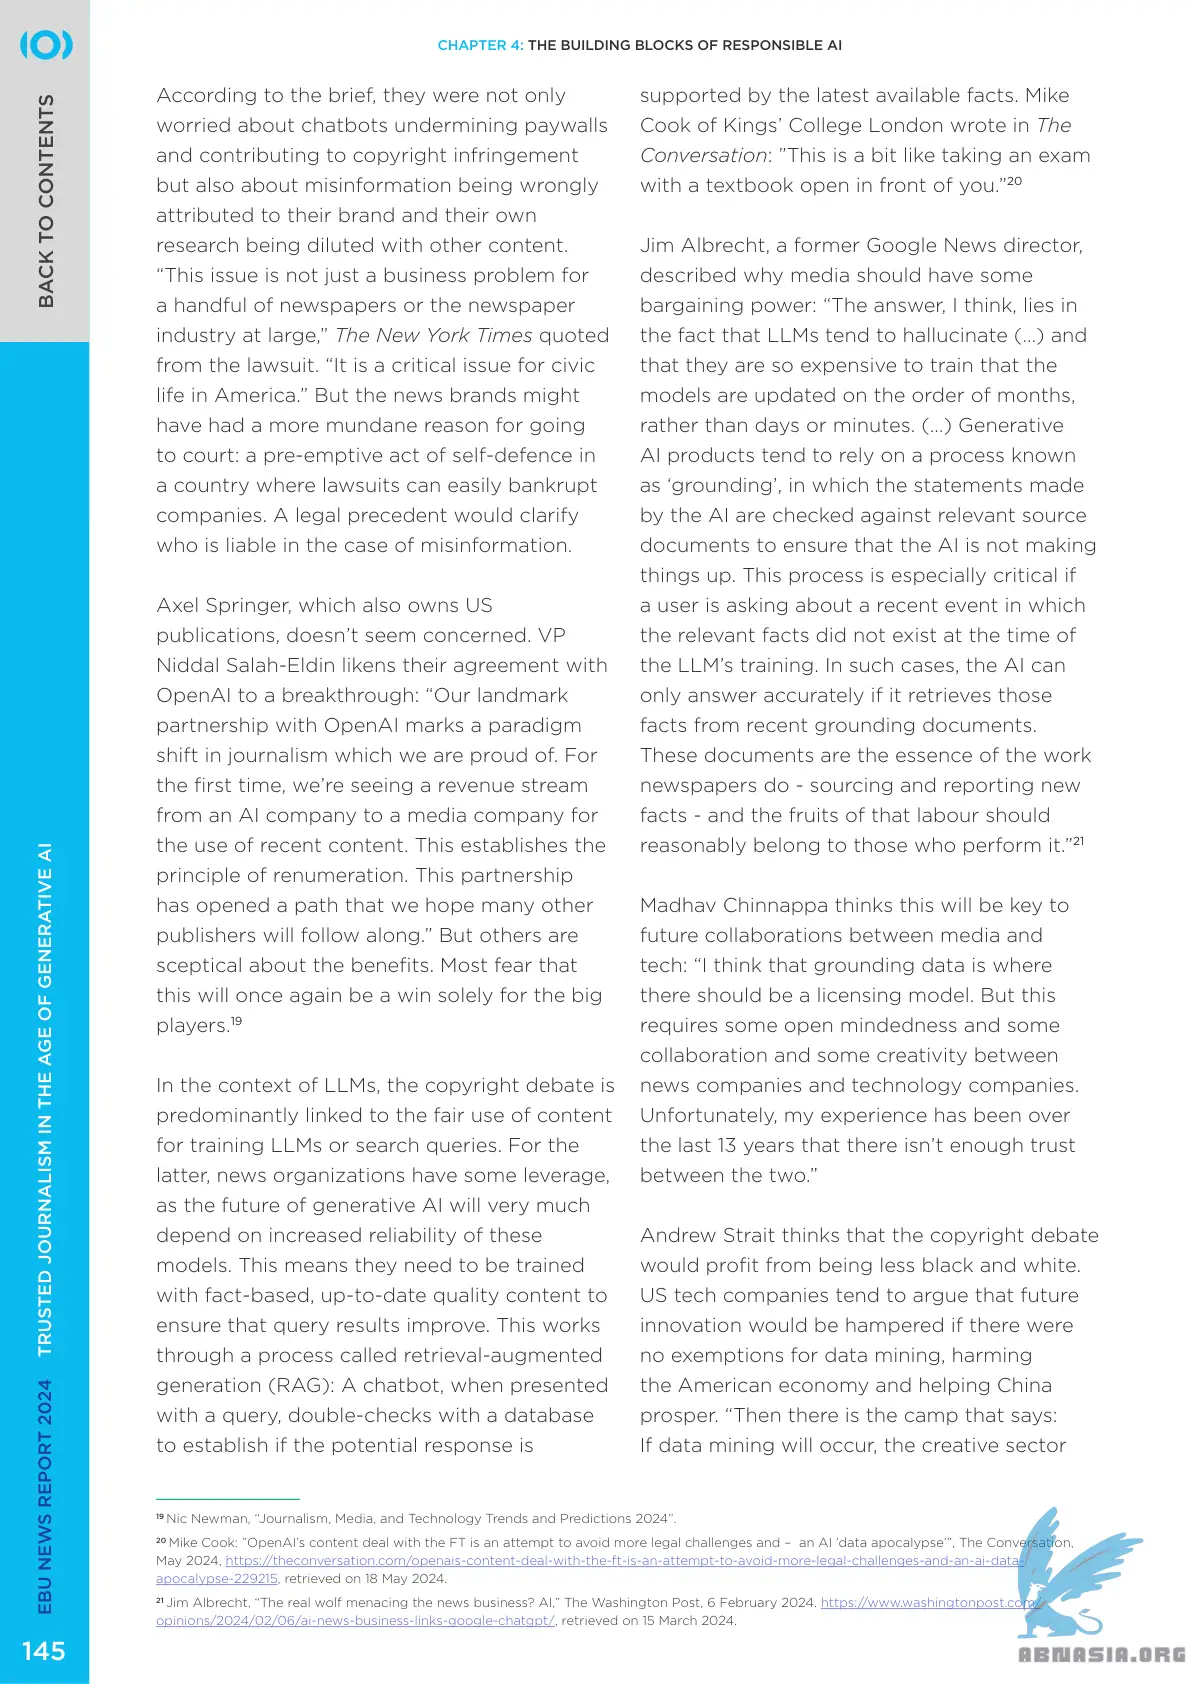 CHAPTER 4: THE BUILDING BLOCKS OF RESPONSIBLE AI
BACK TO CONTENTS
According to the brief, they were not only
worried about chatbots undermining paywalls
and contributing to copyright infringement
but also about misinformation being wrongly
attributed to their brand and their own
research being diluted with other content.
“This issue is not just a business problem for
a handful of newspapers or the newspaper
industry at large,” The New York Times quoted
from the lawsuit. “It is a critical issue for civic
life in America.” But the news brands might
have had a more mundane reason for going
to court: a pre-emptive act of self-defence in
a country where lawsuits can easily bankrupt
companies. A legal precedent would clarify
who is liable in the case of misinformation.
Axel Springer, which also owns US
publications, doesn’t seem concerned. VP
Niddal Salah-Eldin likens their agreement with
OpenAI to a breakthrough: “Our landmark
partnership with OpenAI marks a paradigm
shift in journalism which we are proud of. For
the first time, we’re seeing a revenue stream
from an AI company to a media company for
the use of recent content. This establishes the
principle of renumeration. This partnership
has opened a path that we hope many other
publishers will follow along.” But others are
sceptical about the benefits. Most fear that
this will once again be a win solely for the big
players.19
In the context of LLMs, the copyright debate is
predominantly linked to the fair use of content
for training LLMs or search queries. For the
latter, news organizations have some leverage,
as the future of generative AI will very much
depend on increased reliability of these
models. This means they need to be trained
with fact-based, up-to-date quality content to
ensure that query results improve. This works
through a process called retrieval-augmented
generation (RAG): A chatbot, when presented
with a query, double-checks with a database
to establish if the potential response is
supported by the latest available facts. Mike
Cook of Kings’ College London wrote in The
Conversation: ”This is a bit like taking an exam
with a textbook open in front of you.”20
Jim Albrecht, a former Google News director,
described why media should have some
bargaining power: “The answer, I think, lies in
the fact that LLMs tend to hallucinate (…) and
that they are so expensive to train that the
models are updated on the order of months,
rather than days or minutes. (…) Generative
AI products tend to rely on a process known
as ‘grounding’, in which the statements made
by the AI are checked against relevant source
documents to ensure that the AI is not making
things up. This process is especially critical if
a user is asking about a recent event in which
the relevant facts did not exist at the time of
the LLM’s training. In such cases, the AI can
only answer accurately if it retrieves those
facts from recent grounding documents.
These documents are the essence of the work
newspapers do - sourcing and reporting new
facts - and the fruits of that labour should
reasonably belong to those who perform it.”21
Madhav Chinnappa thinks this will be key to
future collaborations between media and
tech: “I think that grounding data is where
there should be a licensing model. But this
requires some open mindedness and some
collaboration and some creativity between
news companies and technology companies.
Unfortunately, my experience has been over
the last 13 years that there isn’t enough trust
between the two.”
Andrew Strait thinks that the copyright debate
would profit from being less black and white.
US tech companies tend to argue that future
innovation would be hampered if there were
no exemptions for data mining, harming
the American economy and helping China
prosper. “Then there is the camp that says:
If data mining will occur, the creative sector
19 Nic Newman, “Journalism, Media, and Technology Trends and Predictions 2024”.
20 Mike Cook: ”OpenAI’s content deal with the FT is an attempt to avoid more legal challenges and – an AI ‘data apocalypse’”, The Conversation,
May 2024, https://theconversation.com/openais-content-deal-with-the-ft-is-an-attempt-to-avoid-more-legal-challenges-and-an-ai-data-
apocalypse-229215, retrieved on 18 May 2024.
21 Jim Albrecht, “The real wolf menacing the news business? AI,” The Washington Post, 6 February 2024. https://www.washingtonpost.com/
opinions/2024/02/06/ai-news-business-links-google-chatgpt/, retrieved on 15 March 2024.
EBU NEWS REPORT 2024 TRUSTED JOURNALISM IN THE AGE OF GENERATIVE AI
145
ABNASIA.ORG